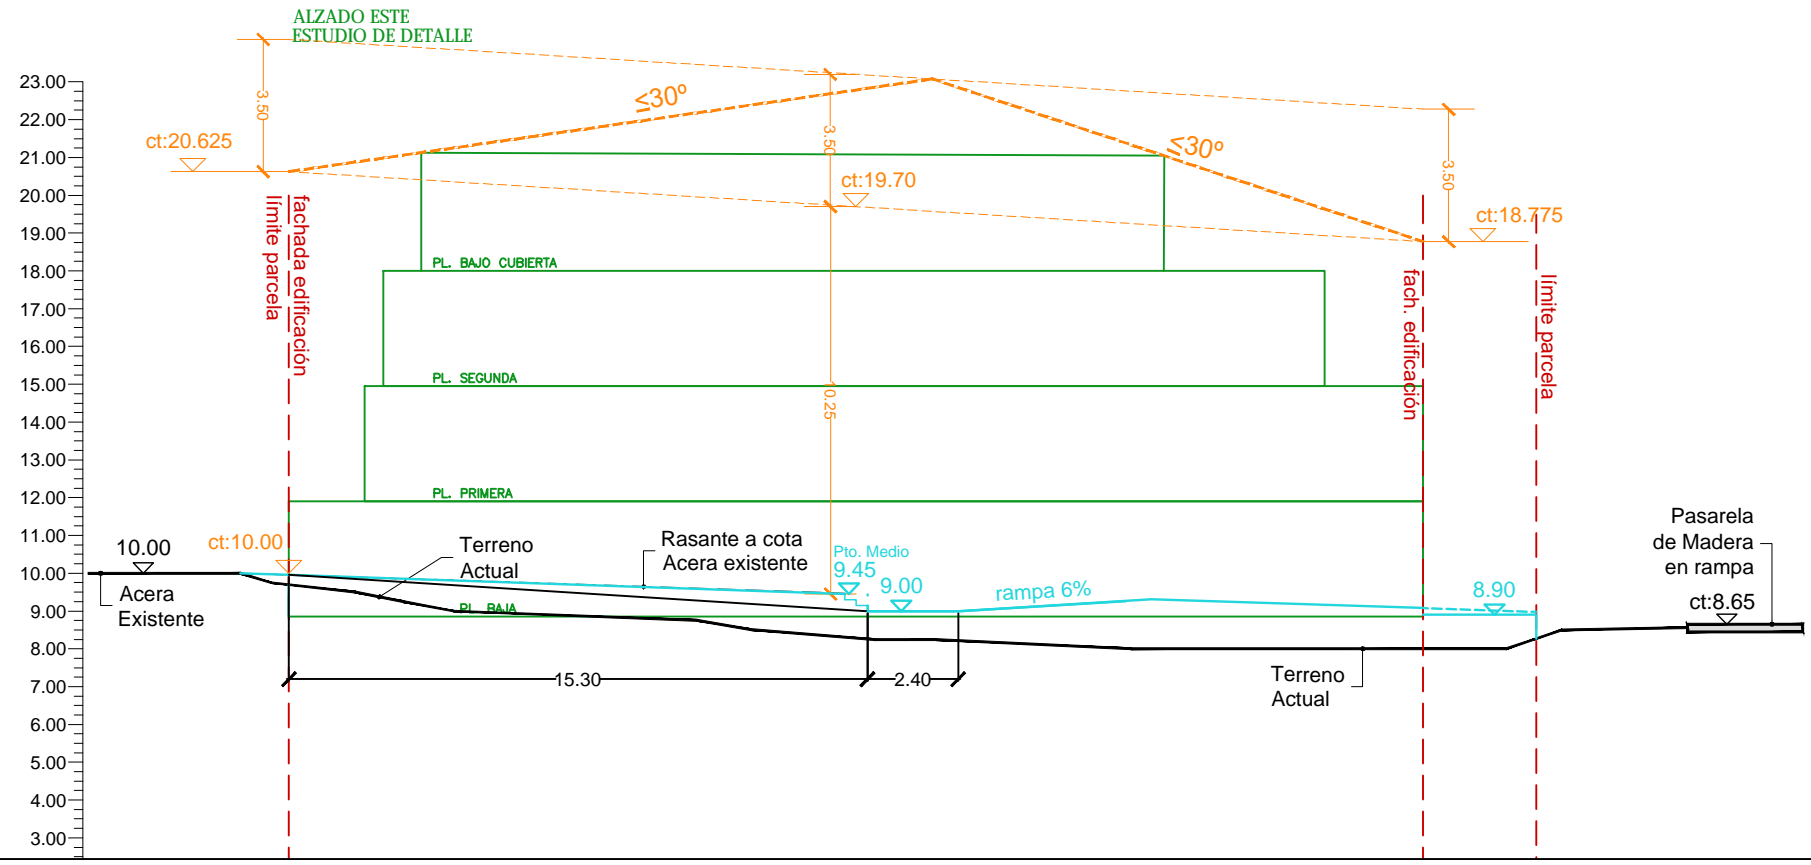 ALZADO ESTE
ESTUDIO DE DETALLE
23.00
22.00
21.00
20.00
19.00
18.00
17.00
16.00
15.00
14.00
13.00
12.00
11.00
10.00
9.00
8.00
7.00
6.00
5.00
4.00
3.00
3.50
≤30º
3.50
≤30º
3.50
ct:20.625
ct:19.70
ct:18.775
límite parcela
fachada edificación
fach. edificación
límite parcela
PL. BAJO CUBIERTA
PL. SEGUNDA
10.25
PL. PRIMERA
10.00
ct:10.00
Acera
Existente
Terreno
Actual
Rasante a cota
Acera existente
Pto. Medio
9.45
9.00
rampa 6%
8.90
PL. BAJA
Pasarela
de Madera
en rampa
ct:8.65
15.30
2.40
Terreno
Actual